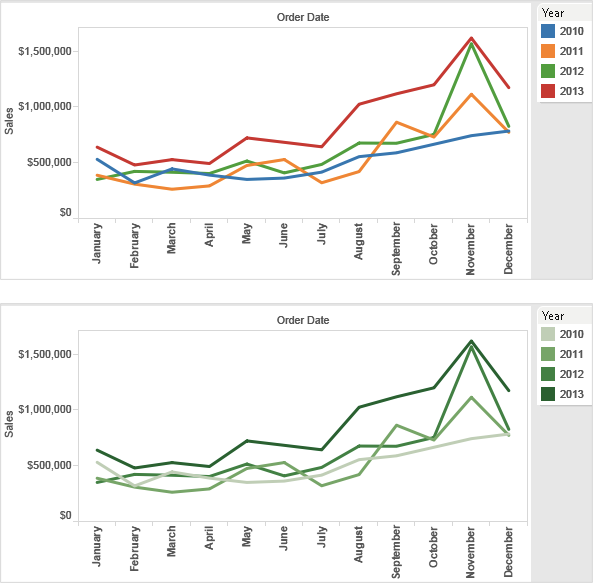 Order Date
Year
2010
2011
2012
2013
$1,500,000
$1,000,000
$500,000
$0
Sales
January
February
March
April
May
June
July
August
September
October
November
December
Order Date
Year
2010
2011
2012
2013
$1,500,000
$1,000,000
$500,000
$0
Sales
January
February
March
April
May
June
July
August
September
October
November
December